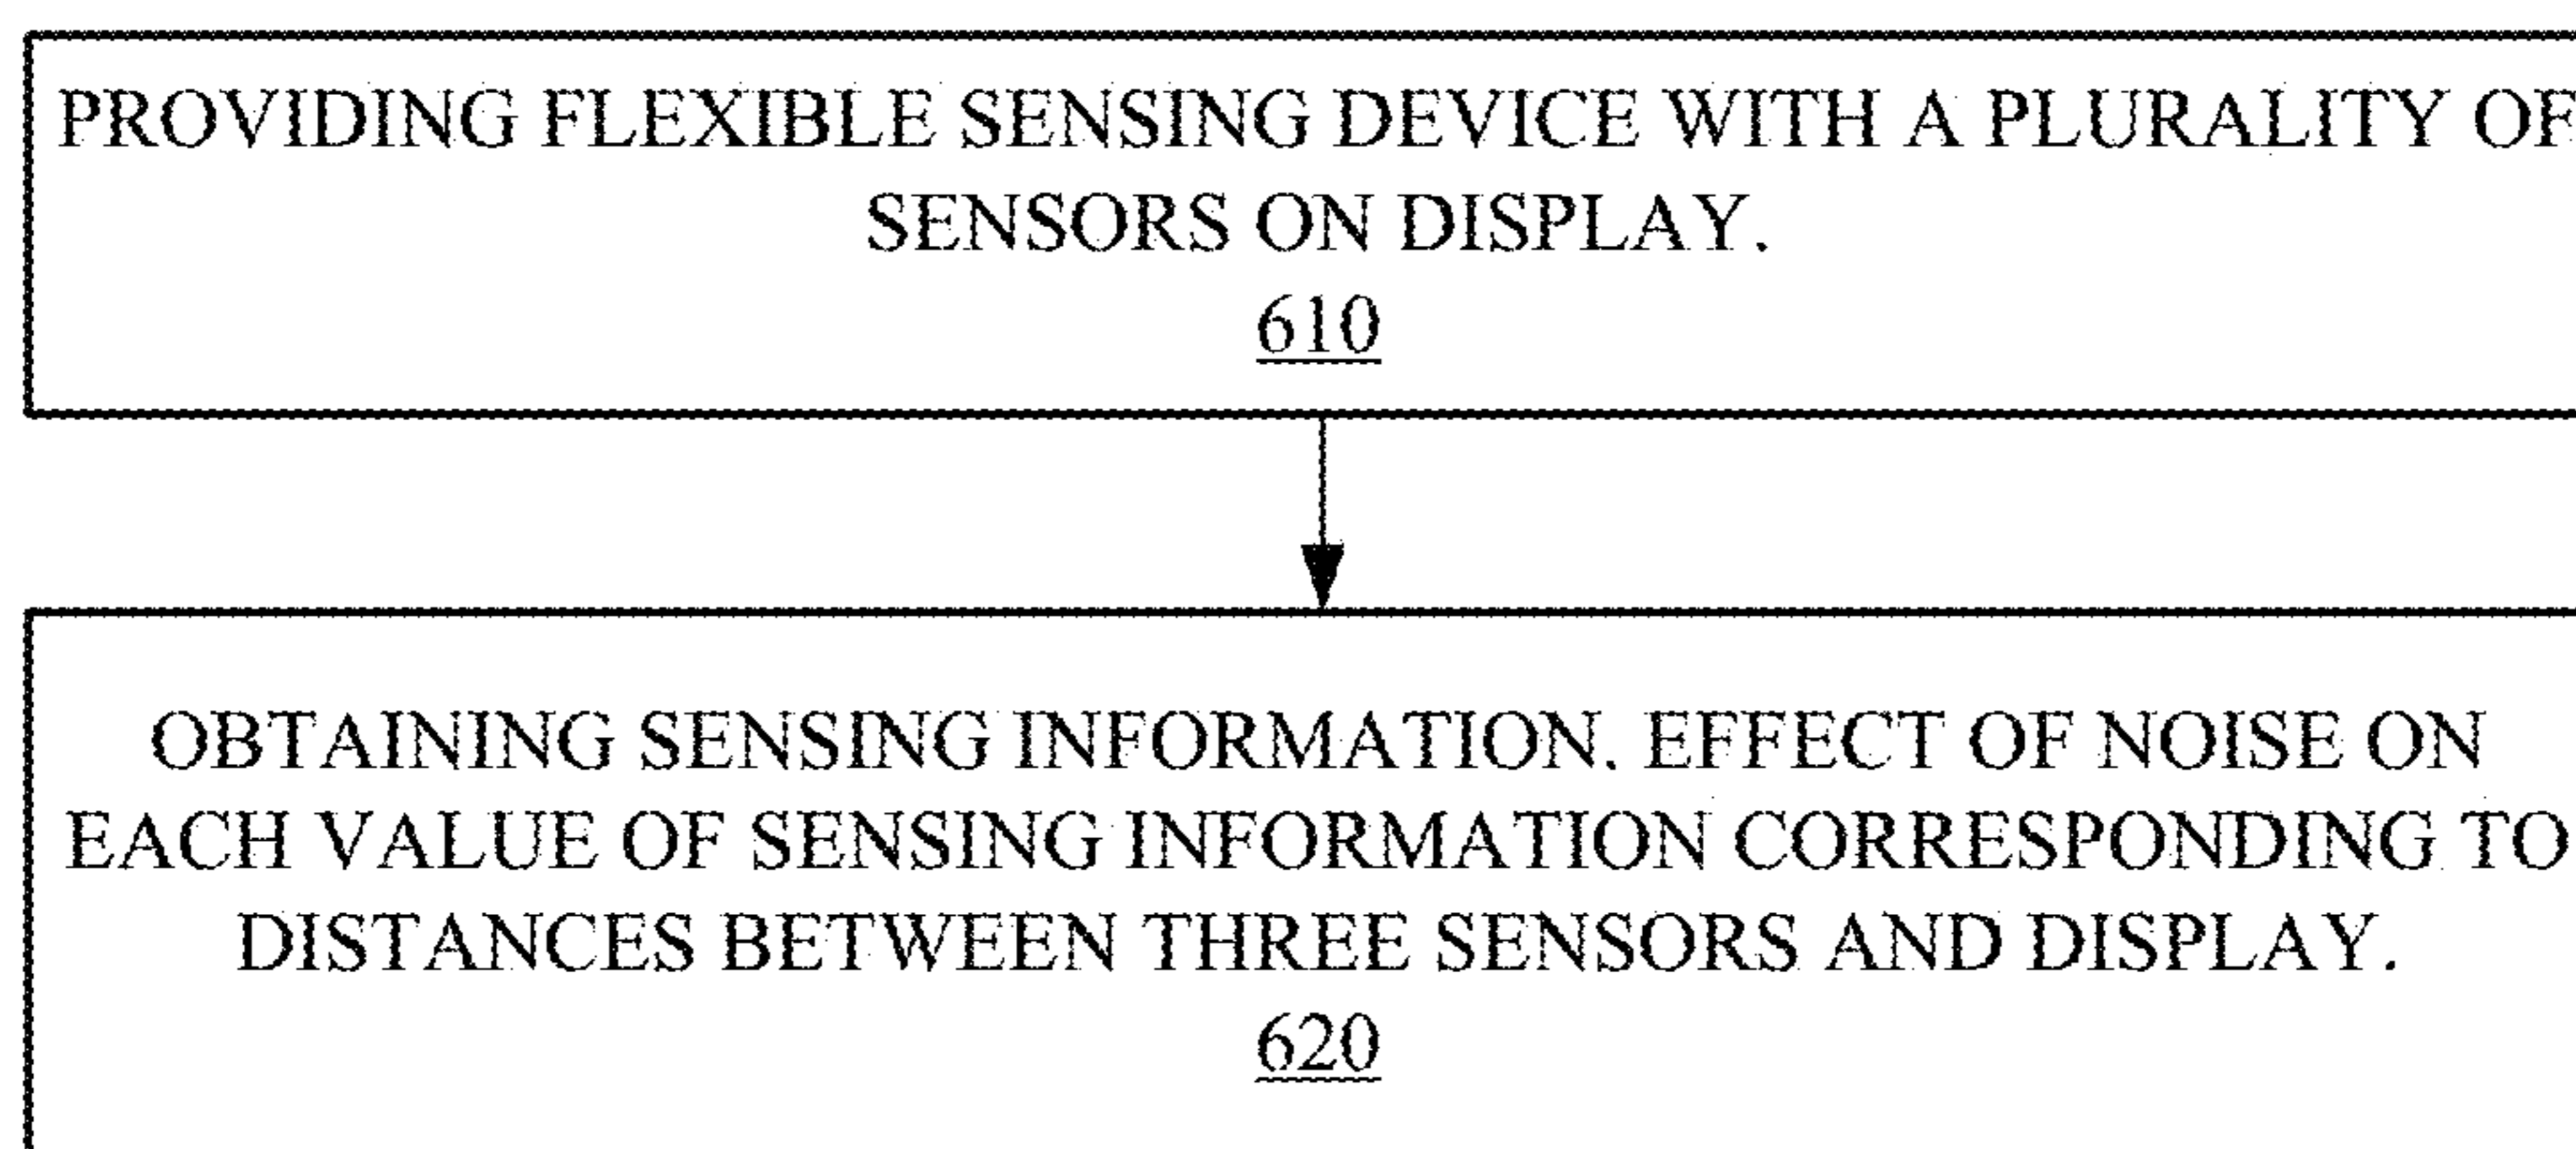 PROVIDING FLEXIBLE SENSING DEVICE WITH A PLURALITY OF
SENSORS ON DISPLAY.
610
OBTAINING SENSING INFORMATION. EFFECT OF NOISE ON
EACH VALUE OF SENSING INFORMATION CORRESPONDING TO
DISTANCES BETWEEN THREE SENSORS AND DISPLAY.
620